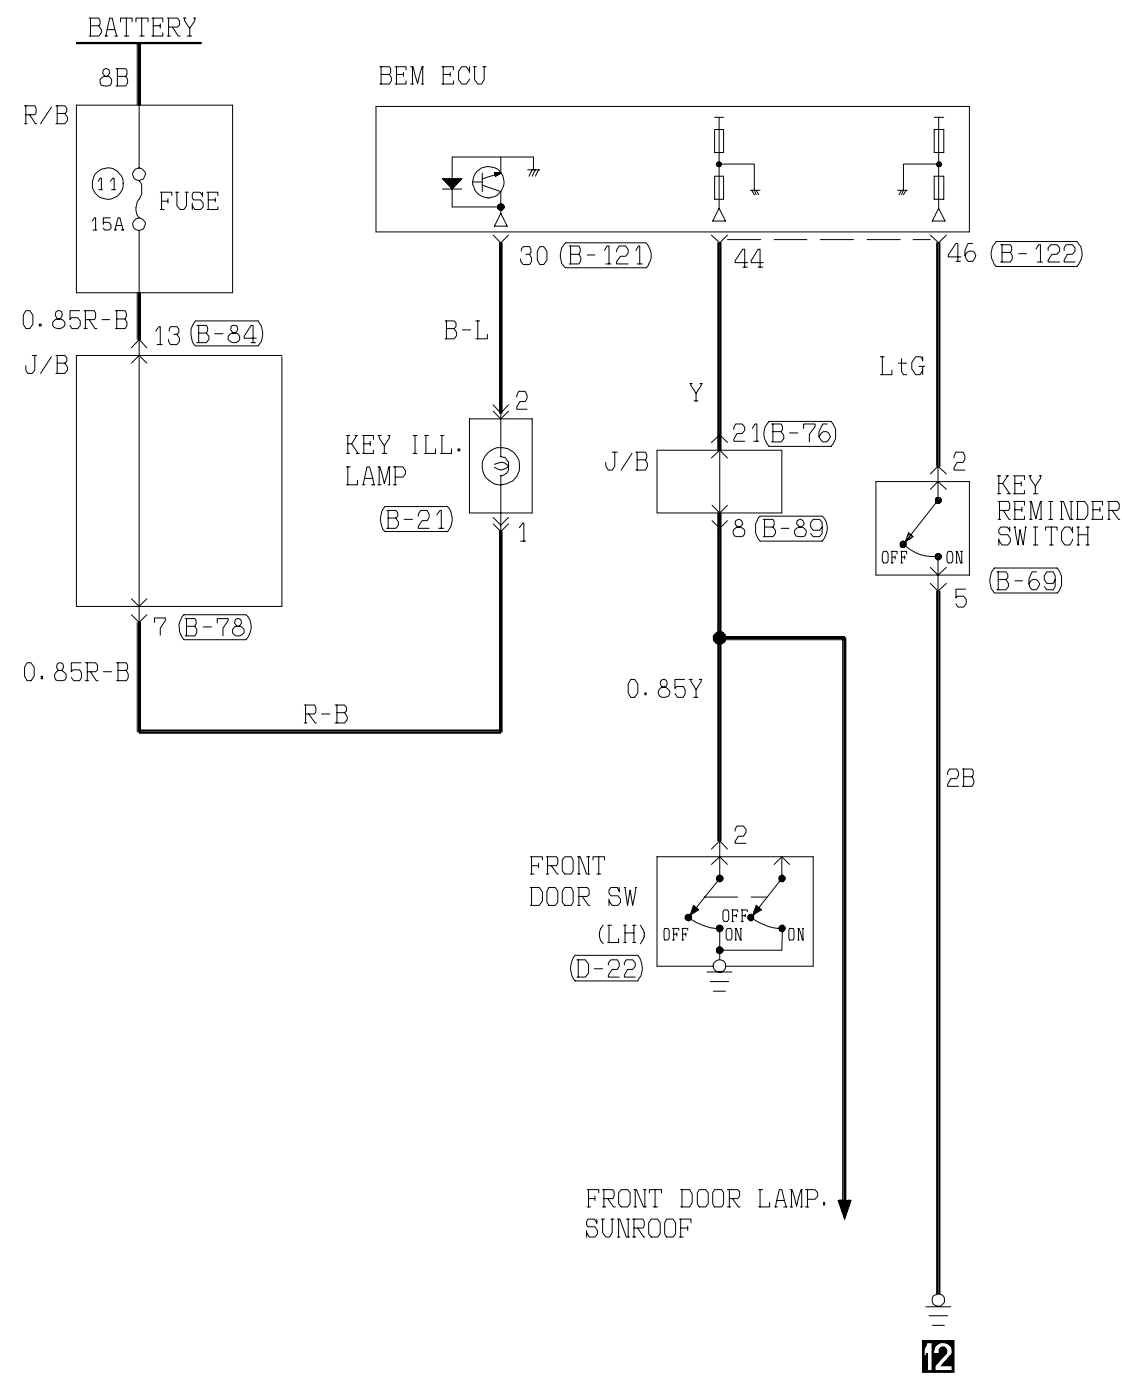 BATTERY
8B
R/B
11
15A
FUSE
0.85R-B
13 B-84
J/B
7 B-78
0.85R-B
R-B
BEM ECU
30 B-121
44
46 B-122
B-L
2
KEY ILL.
LAMP
B-21
1
Y
21 B-76
J/B
8 B-89
0.85Y
LtG
2
KEY
REMINDER
SWITCH
OFF
ON
B-69
5
2B
2
FRONT
DOOR SW
(LH)
D-22
OFF
ON
OFF
ON
FRONT DOOR LAMP.
SUNROOF
12